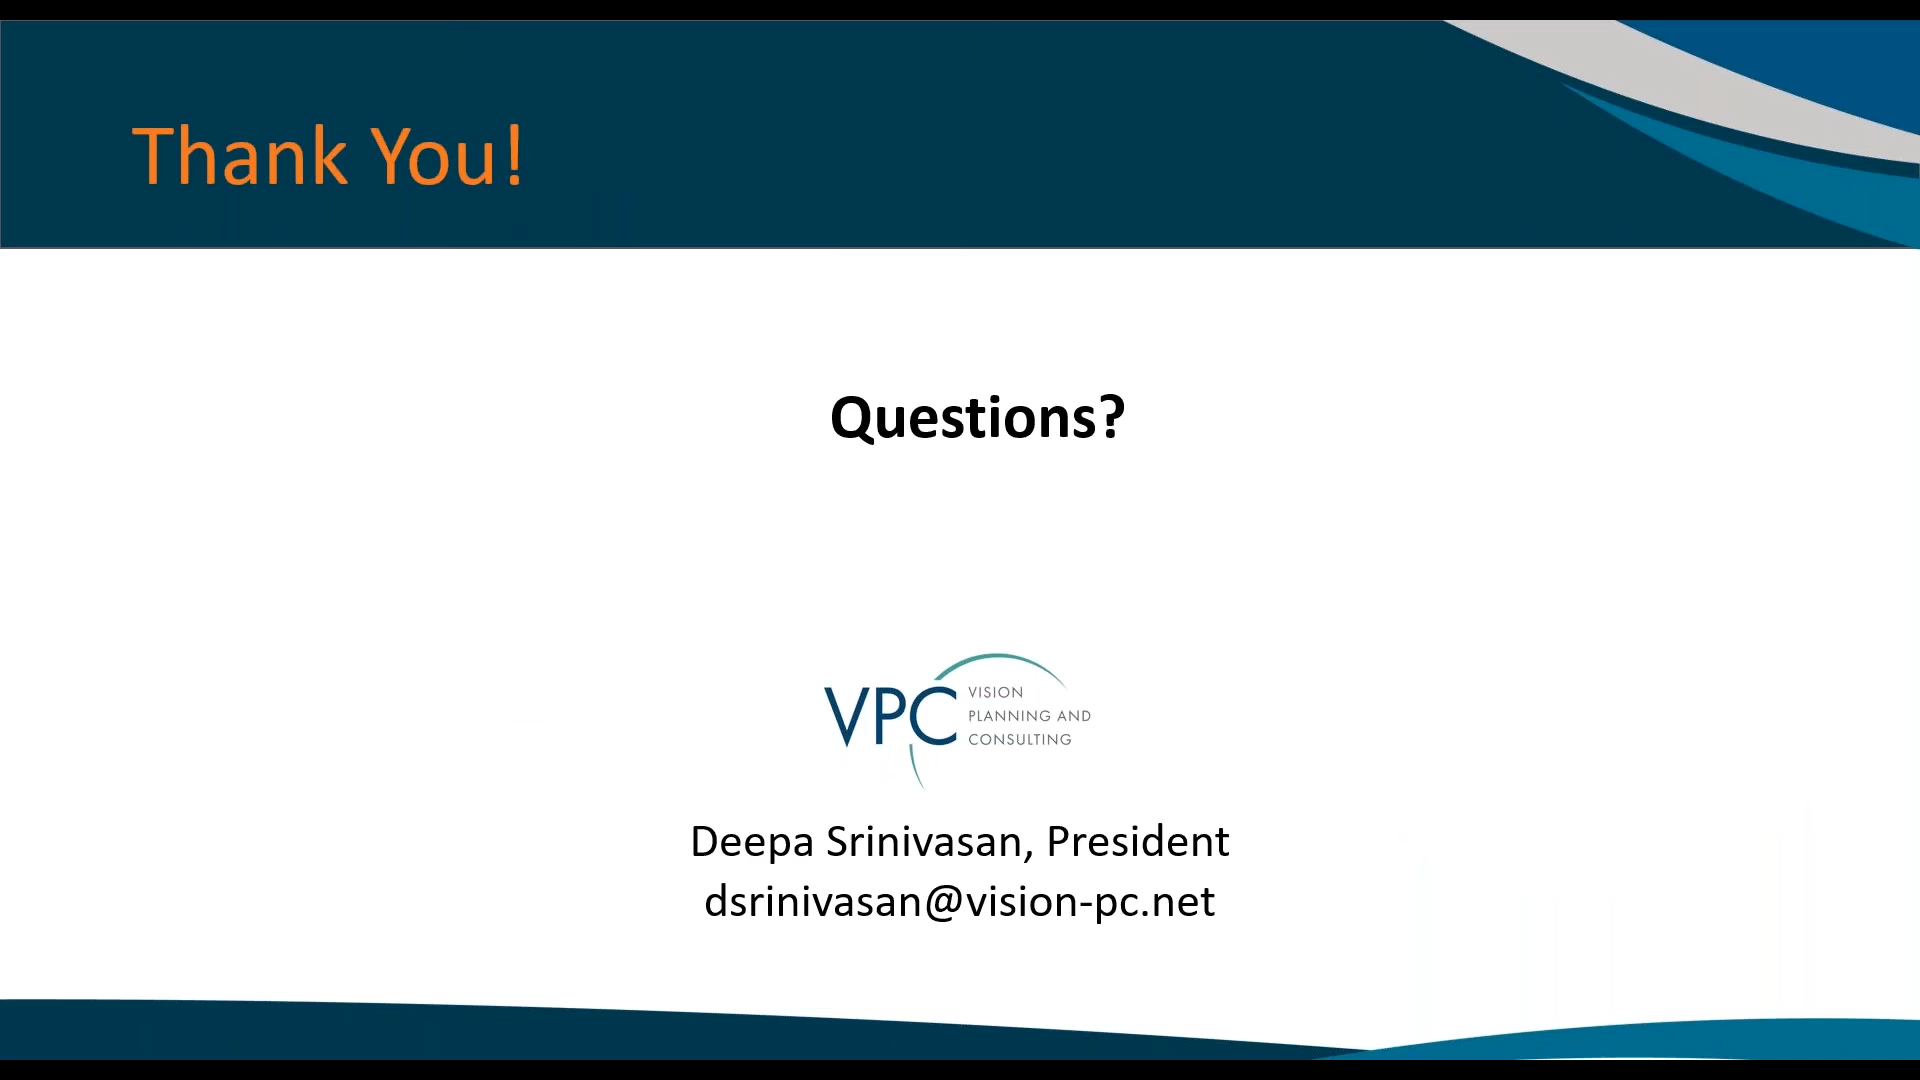 Thank You!
Questions?
VPC
VISION
PLANNING AND
CONSULTING
Deepa Srinivasan, President
dsrinivasan@vision-pc.net